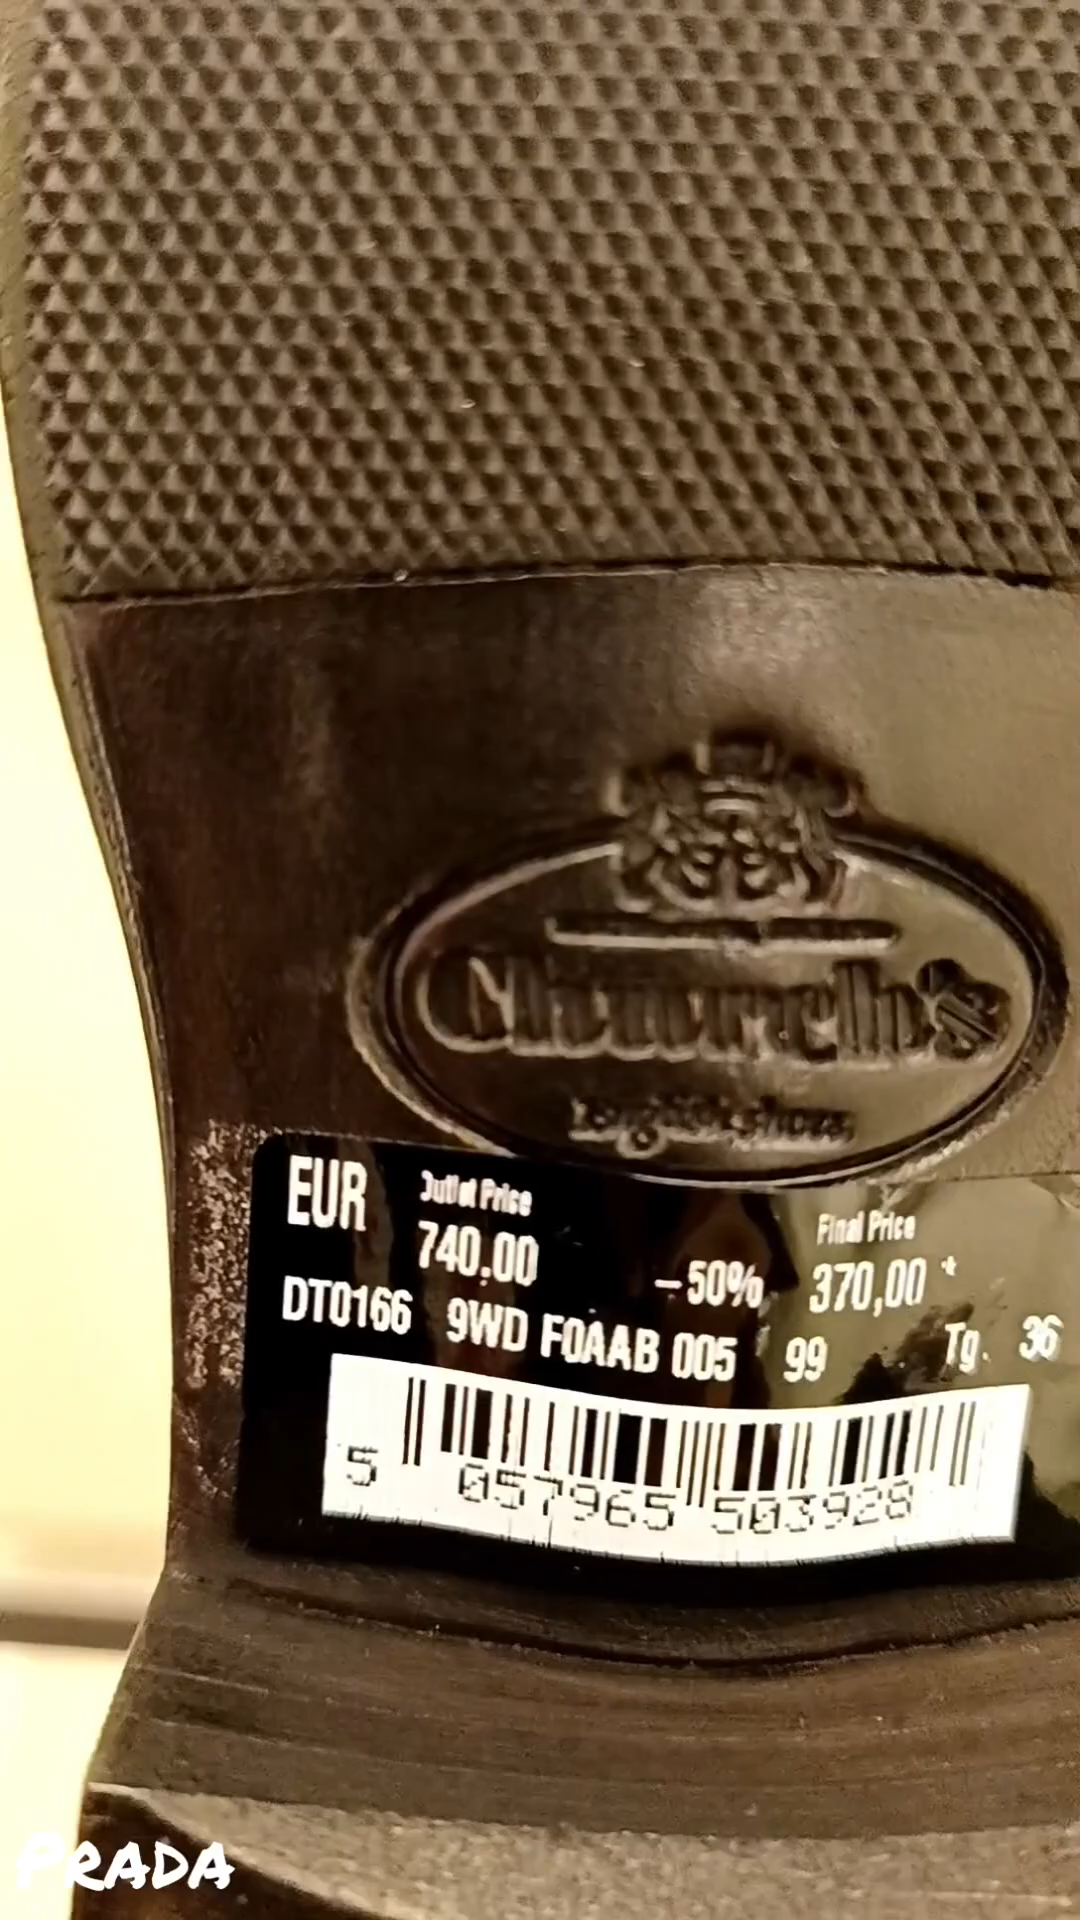 Church's
English shoes
EUR Outlet Price Final Price
740.00 -50% 370,00 *
DT0166 9WD F0AAB 005 99 Tg. 36
5 057965 503928
PRADA